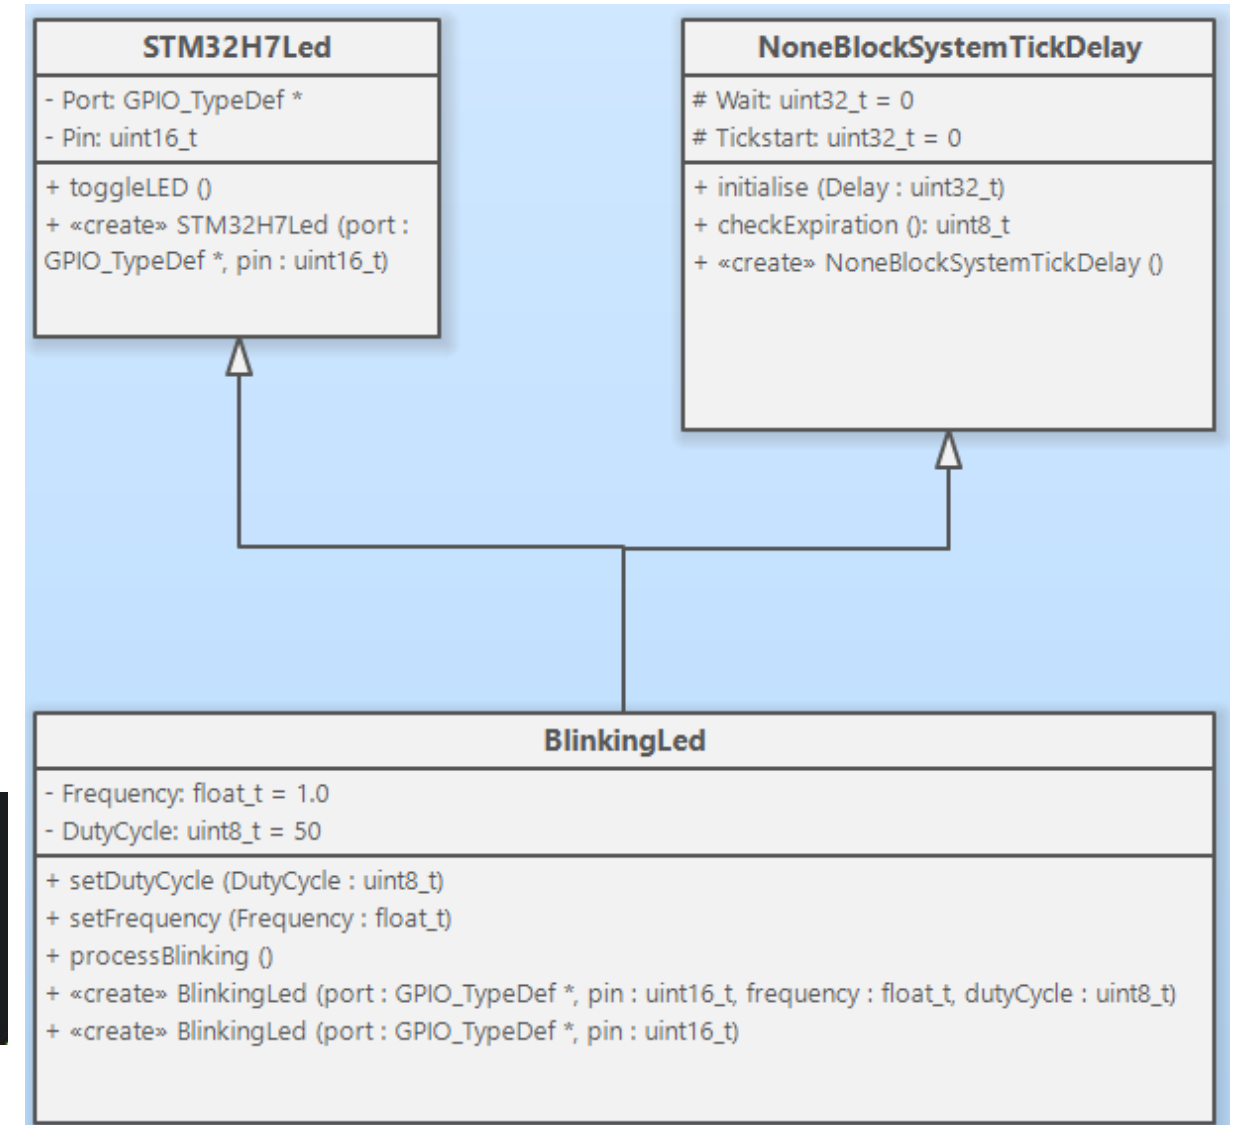 STM32H7Led
- Port: GPIO_TypeDef *
- Pin: uint16_t
+ toggleLED ()
+ «create» STM32H7Led (port :
GPIO_TypeDef *, pin : uint16_t)
NoneBlockSystemTickDelay
# Wait: uint32_t = 0
# Tickstart: uint32_t = 0
+ initialise (Delay : uint32_t)
+ checkExpiration (): uint8_t
+ «create» NoneBlockSystemTickDelay ()
BlinkingLed
- Frequency: float_t = 1.0
- DutyCycle: uint8_t = 50
+ setDutyCycle (DutyCycle : uint8_t)
+ setFrequency (Frequency : float_t)
+ processBlinking ()
+ «create» BlinkingLed (port : GPIO_TypeDef *, pin : uint16_t, frequency : float_t, dutyCycle : uint8_t)
+ «create» BlinkingLed (port : GPIO_TypeDef *, pin : uint16_t)